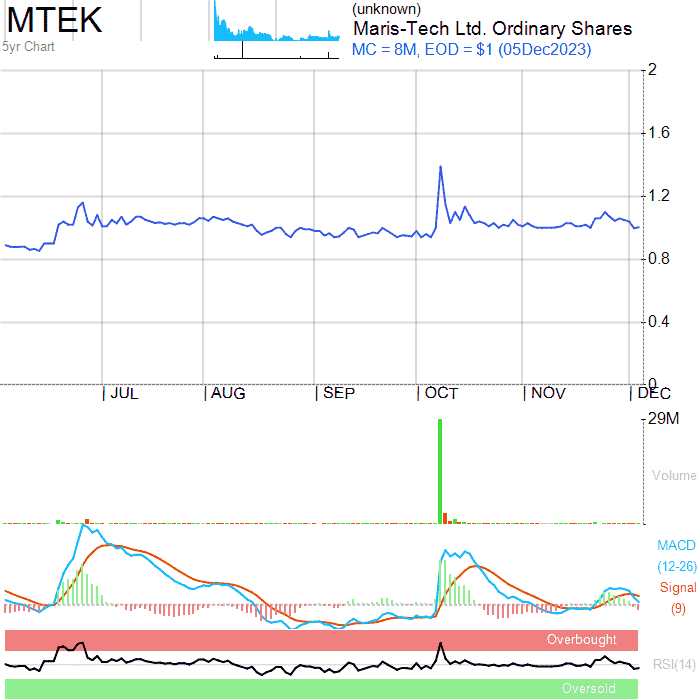 MTEK
5yr Chart
(unknown)
Maris-Tech Ltd. Ordinary Shares
MC = 8M, EOD = $1 (05Dec2023)
2
1.6
1.2
0.8
0.4
0
JUL AUG SEP OCT NOV DEC
29M
Volume
MACD
(12-26)
Signal
(9)
Overbought
RSI(14)
Oversold